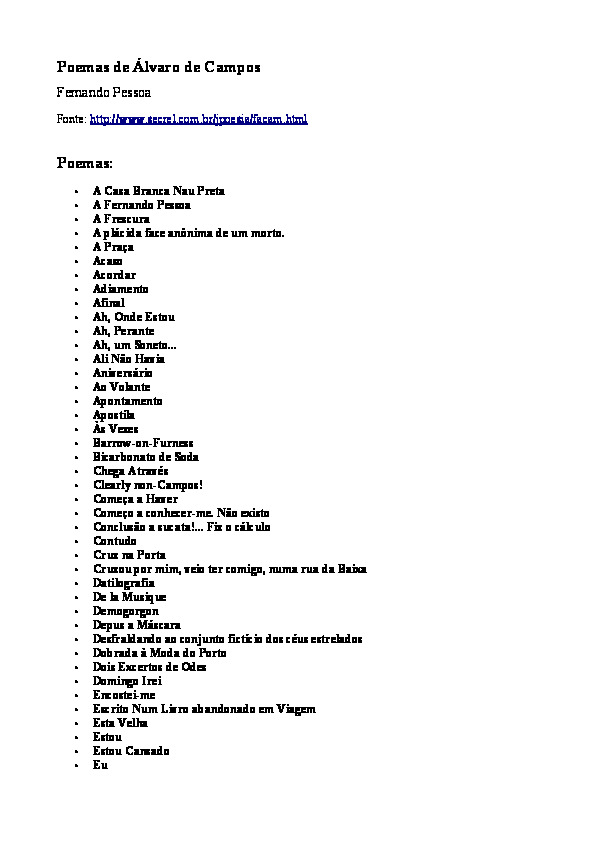 Poemas de Álvaro de Campos
Fernando Pessoa
Fonte: http://www.secrel.com.br/jpoesia/facam.html
Poemas:
• A Casa Branca Nau Preta
• A Fernando Pessoa
• A Frescura
• A plácida face anônima de um morto.
• A Praça
• Acaso
• Acordar
• Adiamento
• Afinal
• Ah, Onde Estou
• Ah, Perante
• Ah, um Soneto...
• Ali Não Havia
• Aniversário
• Ao Volante
• Apontamento
• Apostila
• Às Vezes
• Barrow-on-Furness
• Bicarbonato de Soda
• Chega Através
• Clearly non-Campos!
• Começa a Haver
• Começo a conhecer-me. Não existo
• Conclusão a sucata!... Fiz o cálculo
• Contudo
• Cruz na Porta
• Cruzou por mim, veio ter comigo, numa rua da Baixa
• Datilografia
• De la Musique
• Demogorgon
• Depus a Máscara
• Desfraldando ao conjunto fictício dos céus estrelados
• Dobrada à Moda do Porto
• Dois Excertos de Odes
• Domingo Irei
• Encostei-me
• Escrito Num Livro abandonado em Viagem
• Esta Velha
• Estou
• Estou Cansado
• Eu